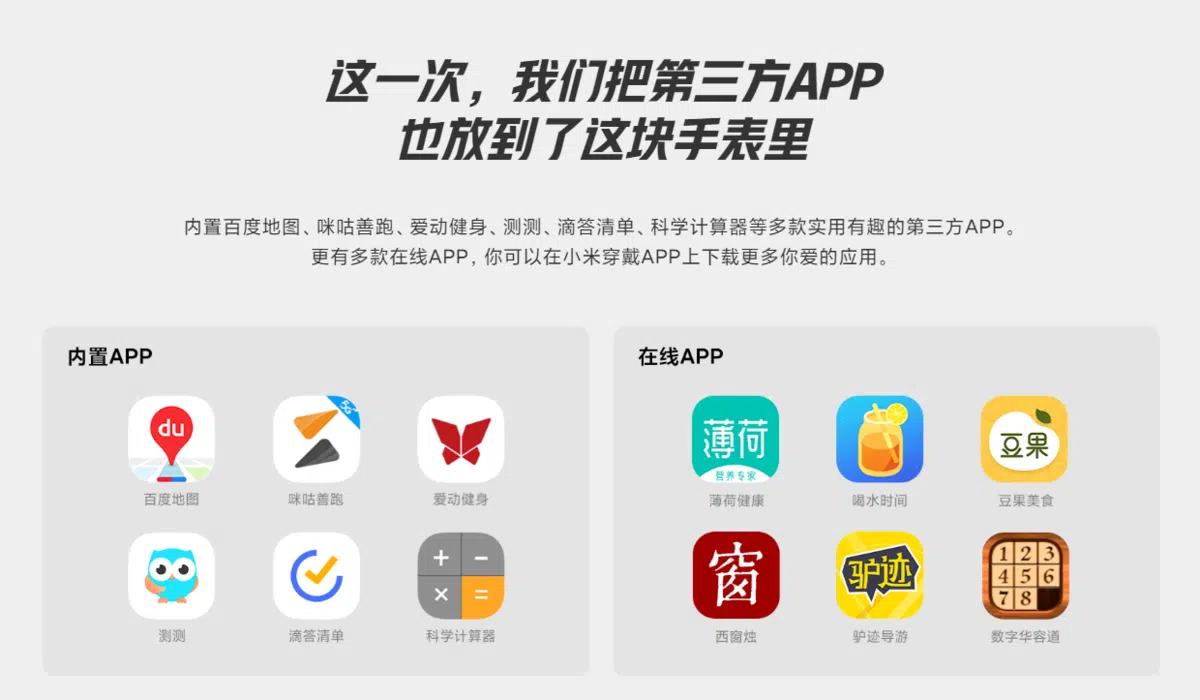 这一次，我们把第三方APP
也放到了这块手表里
内置百度地图、咪咕善跑、爱动健身、测测、滴答清单、科学计算器等多款实用有趣的第三方APP。
更有多款在线APP，你可以在小米穿戴APP上下载更多你爱的应用。
内置APP
du
百度地图
咪咕善跑
爱动健身
测测
滴答清单
+ −
× =
科学计算器
在线APP
薄荷
营养专家
薄荷健康
喝水时间
豆果
豆果美食
窗
西窗烛
驴迹
驴迹导游
1 2 3
4 5 6
7 8
数字华容道